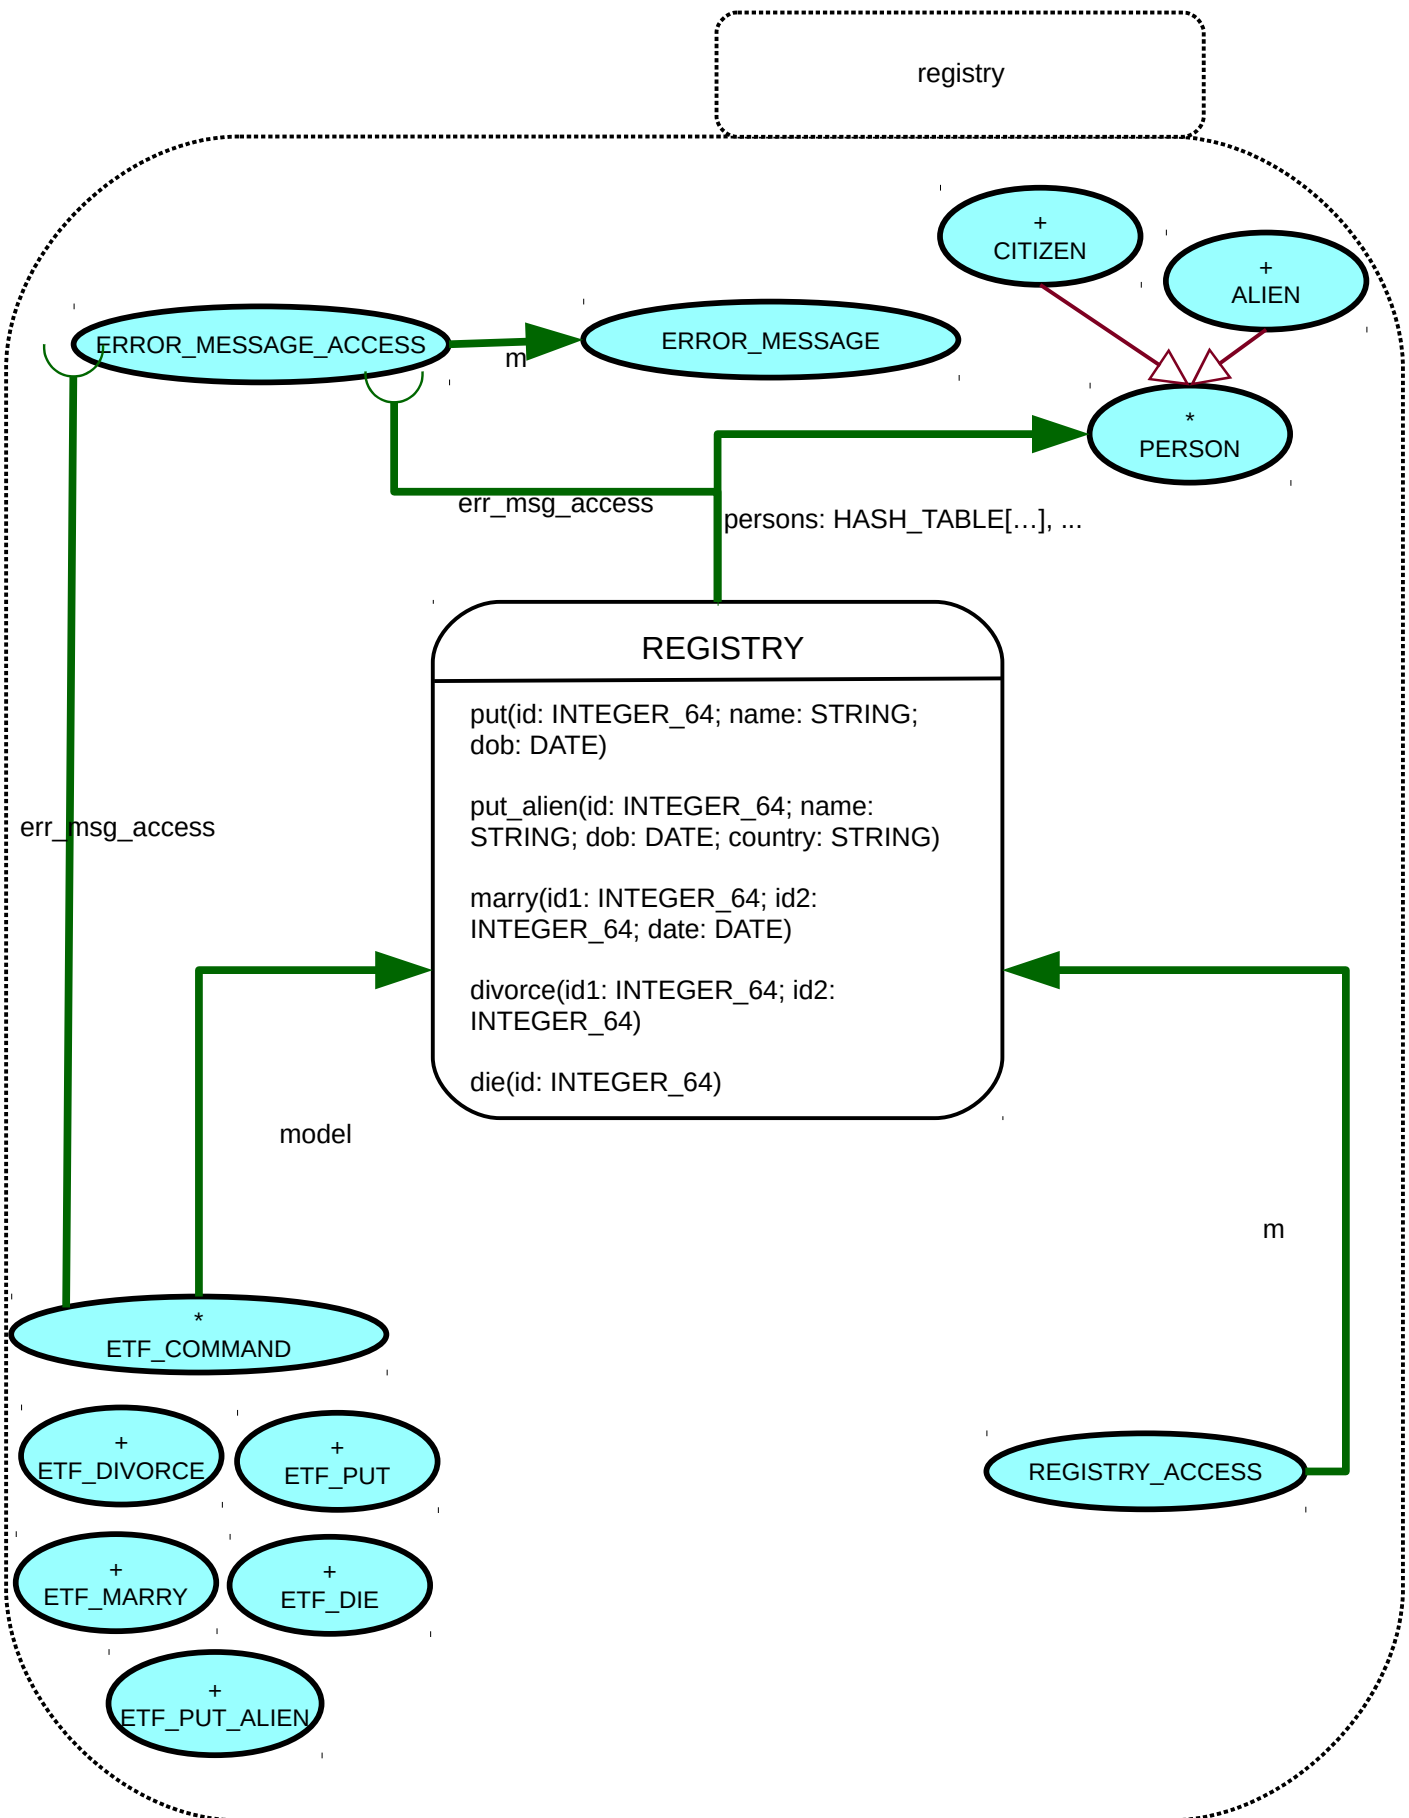 registry
+
CITIZEN
+
ALIEN
ERROR_MESSAGE_ACCESS
m
ERROR_MESSAGE
*
PERSON
err_msg_access
persons: HASH_TABLE[…], ...
REGISTRY
put(id: INTEGER_64; name: STRING;
dob: DATE)
put_alien(id: INTEGER_64; name:
STRING; dob: DATE; country: STRING)
marry(id1: INTEGER_64; id2:
INTEGER_64; date: DATE)
divorce(id1: INTEGER_64; id2:
INTEGER_64)
die(id: INTEGER_64)
err_msg_access
model
m
*
ETF_COMMAND
+
ETF_DIVORCE
+
ETF_PUT
REGISTRY_ACCESS
+
ETF_MARRY
+
ETF_DIE
+
ETF_PUT_ALIEN